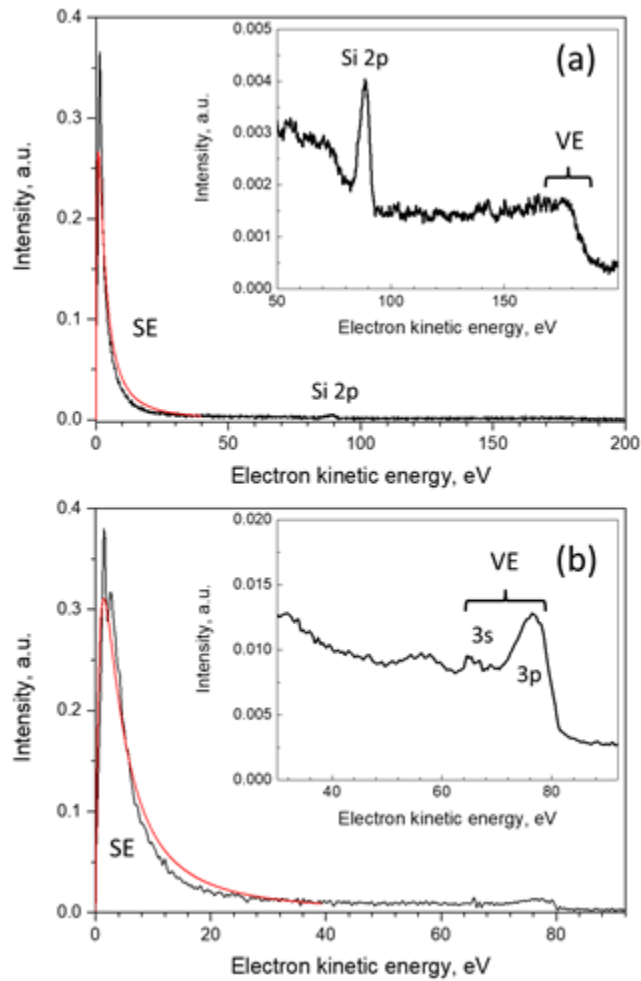 0.4
0.3
0.2
0.1
0.0
Intensity, a.u.
SE
Si 2p
0 50 100 150 200
Electron kinetic energy, eV
0.005
0.004
0.003
0.002
0.001
0.000
Intensity, a.u.
Si 2p
(a)
VE
50 100 150
Electron kinetic energy, eV
0.4
0.3
0.2
0.1
0.0
Intensity, a.u.
SE
0 20 40 60 80
Electron kinetic energy, eV
0.020
0.015
0.010
0.005
0.000
Intensity, a.u.
VE
(b)
3s
3p
40 60 80
Electron kinetic energy, eV